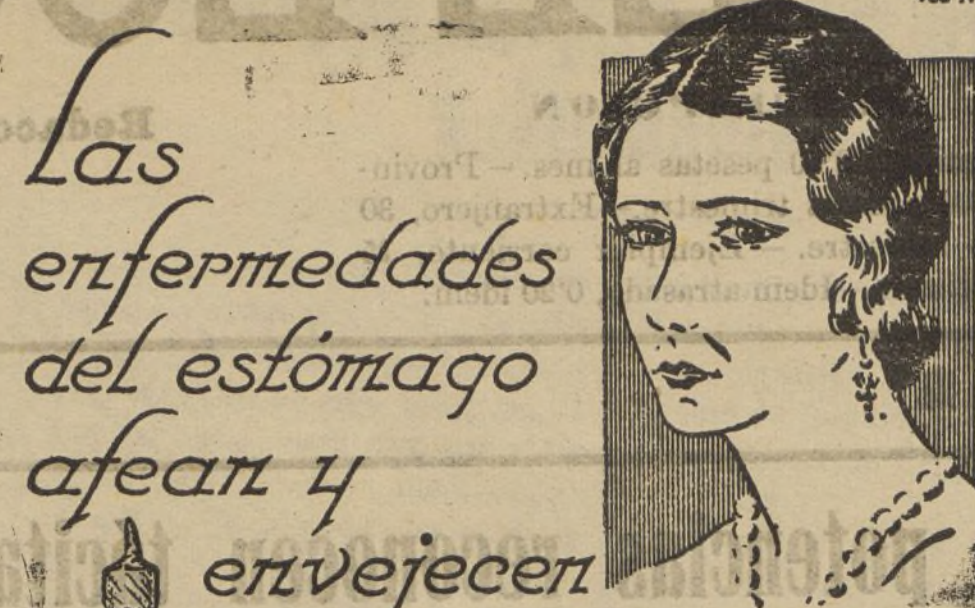 Las
enfermedades
del estómago
afean y
envejecen